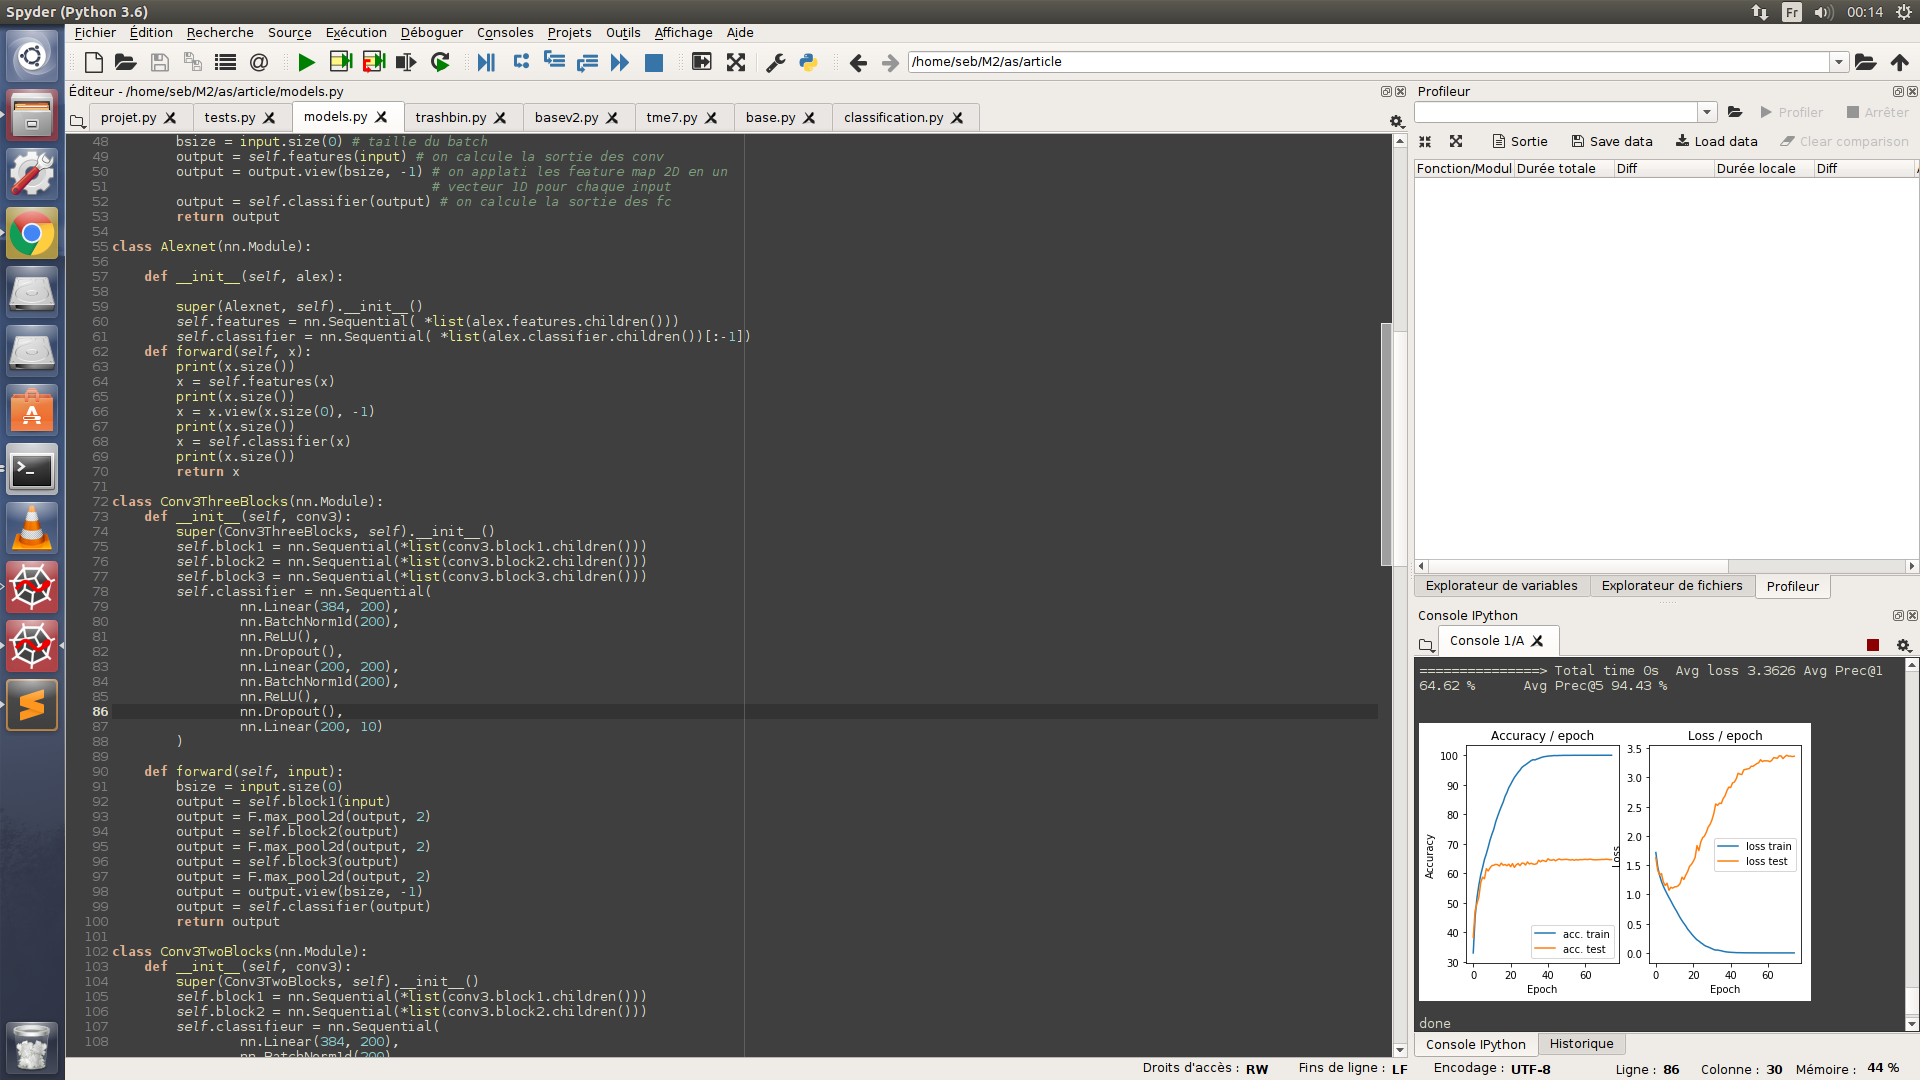 Spyder (Python 3.6)
Fr
00:14
Fichier Édition Recherche Source Exécution Déboguer Consoles Projets Outils Affichage Aide
/home/seb/M2/as/article
Éditeur - /home/seb/M2/as/article/models.py
projet.py tests.py models.py trashbin.py basev2.py tme7.py base.py classification.py
48 bsize = input.size(0) # taille du batch
49 output = self.features(input) # on calcule la sortie des conv
50 output = output.view(bsize, -1) # on applati les feature map 2D en un
51 # vecteur 1D pour chaque input
52 output = self.classifier(output) # on calcule la sortie des fc
53 return output
54
55 class Alexnet(nn.Module):
56
57 def __init__(self, alex):
58
59 super(Alexnet, self).__init__()
60 self.features = nn.Sequential( *list(alex.features.children()))
61 self.classifier = nn.Sequential( *list(alex.classifier.children())[:-1])
62 def forward(self, x):
63 print(x.size())
64 x = self.features(x)
65 print(x.size())
66 x = x.view(x.size(0), -1)
67 print(x.size())
68 x = self.classifier(x)
69 print(x.size())
70 return x
71
72 class Conv3ThreeBlocks(nn.Module):
73 def __init__(self, conv3):
74 super(Conv3ThreeBlocks, self).__init__()
75 self.block1 = nn.Sequential(*list(conv3.block1.children()))
76 self.block2 = nn.Sequential(*list(conv3.block2.children()))
77 self.block3 = nn.Sequential(*list(conv3.block3.children()))
78 self.classifier = nn.Sequential(
79 nn.Linear(384, 200),
80 nn.BatchNorm1d(200),
81 nn.ReLU(),
82 nn.Dropout(),
83 nn.Linear(200, 200),
84 nn.BatchNorm1d(200),
85 nn.ReLU(),
86 nn.Dropout(),
87 nn.Linear(200, 10)
88 )
89
90 def forward(self, input):
91 bsize = input.size(0)
92 output = self.block1(input)
93 output = F.max_pool2d(output, 2)
94 output = self.block2(output)
95 output = F.max_pool2d(output, 2)
96 output = self.block3(output)
97 output = F.max_pool2d(output, 2)
98 output = output.view(bsize, -1)
99 output = self.classifier(output)
100 return output
101
102 class Conv3TwoBlocks(nn.Module):
103 def __init__(self, conv3):
104 super(Conv3TwoBlocks, self).__init__()
105 self.block1 = nn.Sequential(*list(conv3.block1.children()))
106 self.block2 = nn.Sequential(*list(conv3.block2.children()))
107 self.classifieur = nn.Sequential(
108 nn.Linear(384, 200),
nn.BatchNorm1d(200)
Profileur
Profiler Arrêter
Sortie Save data Load data Clear comparison
Fonction/Modul Durée totale Diff Durée locale Diff
Explorateur de variables Explorateur de fichiers Profileur
Console IPython
Console 1/A
===============> Total time 0s Avg loss 3.3626 Avg Prec@1
64.62 % Avg Prec@5 94.43 %
Accuracy / epoch
100
90
80
70
60
50
40
30
0 20 40 60
Accuracy
Epoch
acc. train
acc. test
Loss / epoch
3.5
3.0
2.5
2.0
1.5
1.0
0.5
0.0
0 20 40 60
Loss
Epoch
loss train
loss test
done
Console IPython Historique
Droits d'accès : RW Fins de ligne : LF Encodage : UTF-8 Ligne : 86 Colonne : 30 Mémoire : 44 %